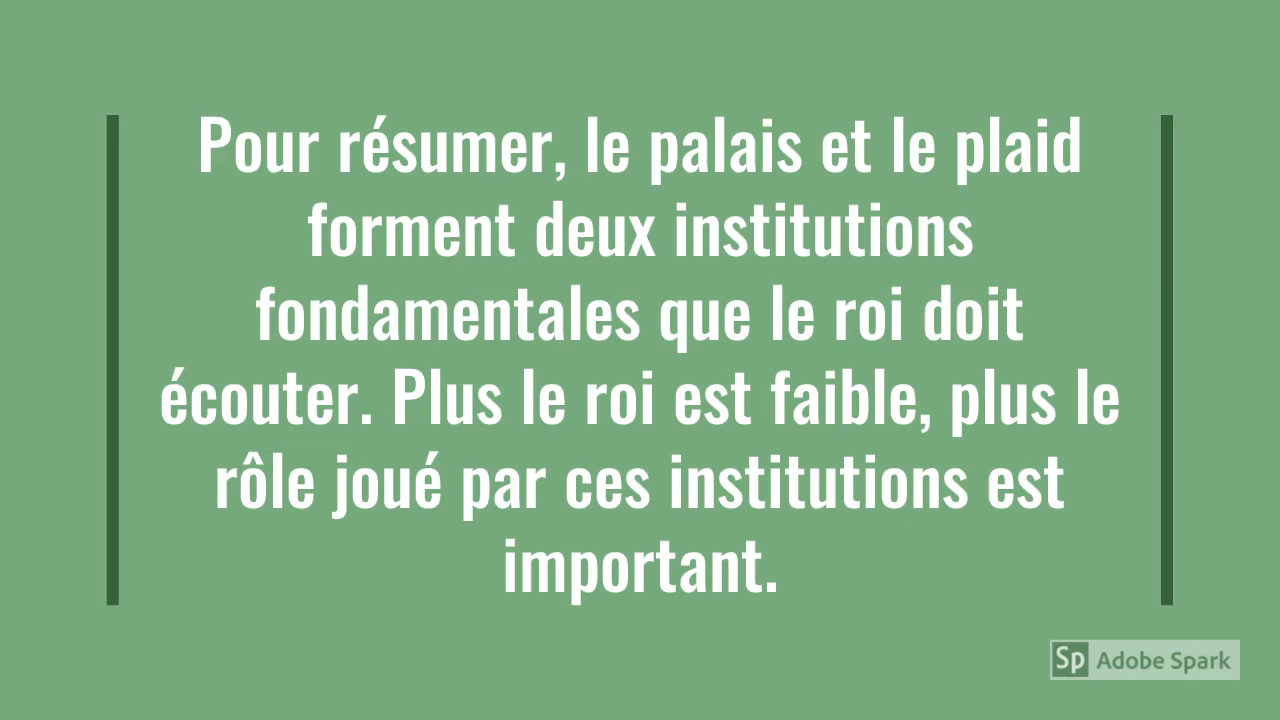 Pour résumer, le palais et le plaid
forment deux institutions
fondamentales que le roi doit
écouter. Plus le roi est faible, plus le
rôle joué par ces institutions est
important.
Sp Adobe Spark